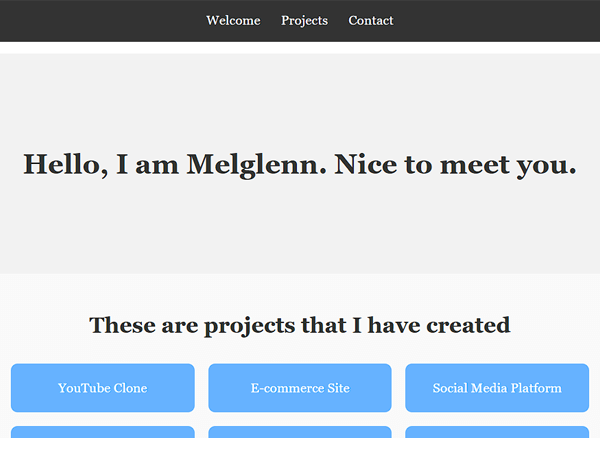 Welcome Projects Contact
Hello, I am Melglenn. Nice to meet you.
These are projects that I have created
YouTube Clone E-commerce Site Social Media Platform